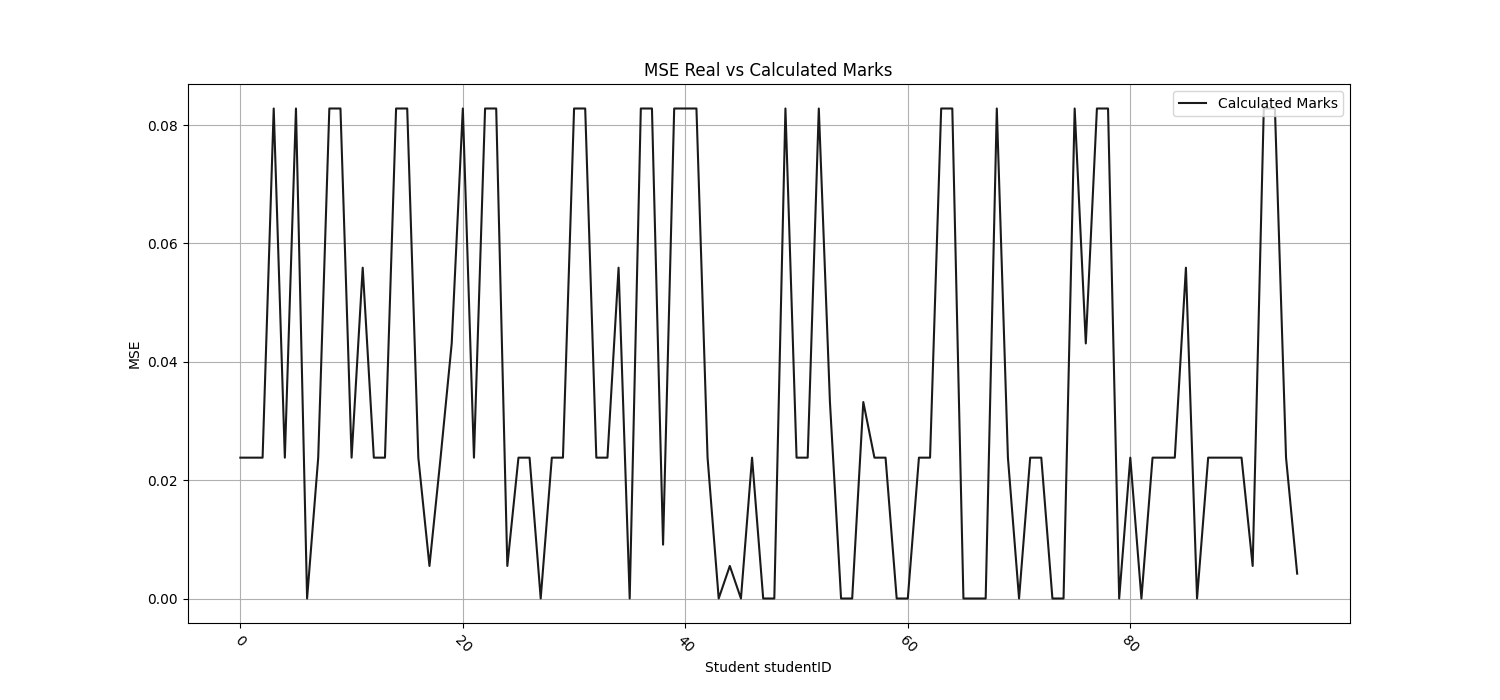 MSE Real vs Calculated Marks
Calculated Marks
0.08
0.06
0.04
0.02
0.00
MSE
0
20
40
60
80
Student studentID